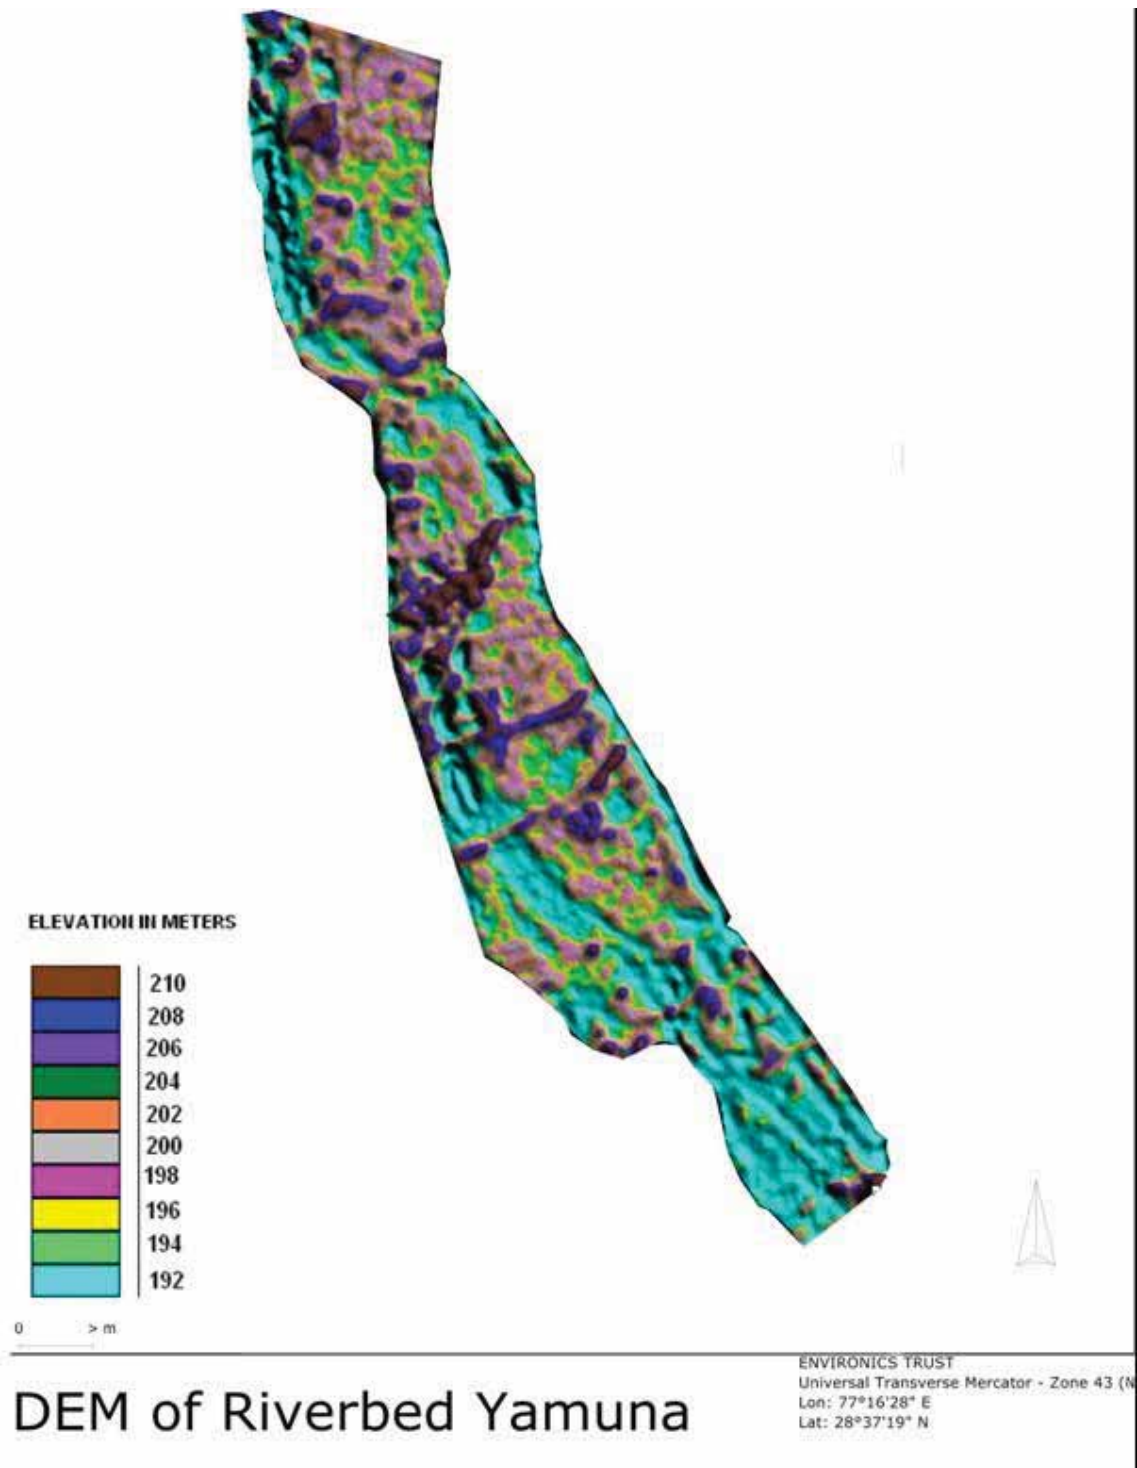 ELEVATION IN METERS
210
208
206
204
202
200
198
196
194
192
0 > m
DEM of Riverbed Yamuna
ENVIRONICS TRUST
Universal Transverse Mercator - Zone 43 (N
Lon: 77°16'28" E
Lat: 28°37'19" N